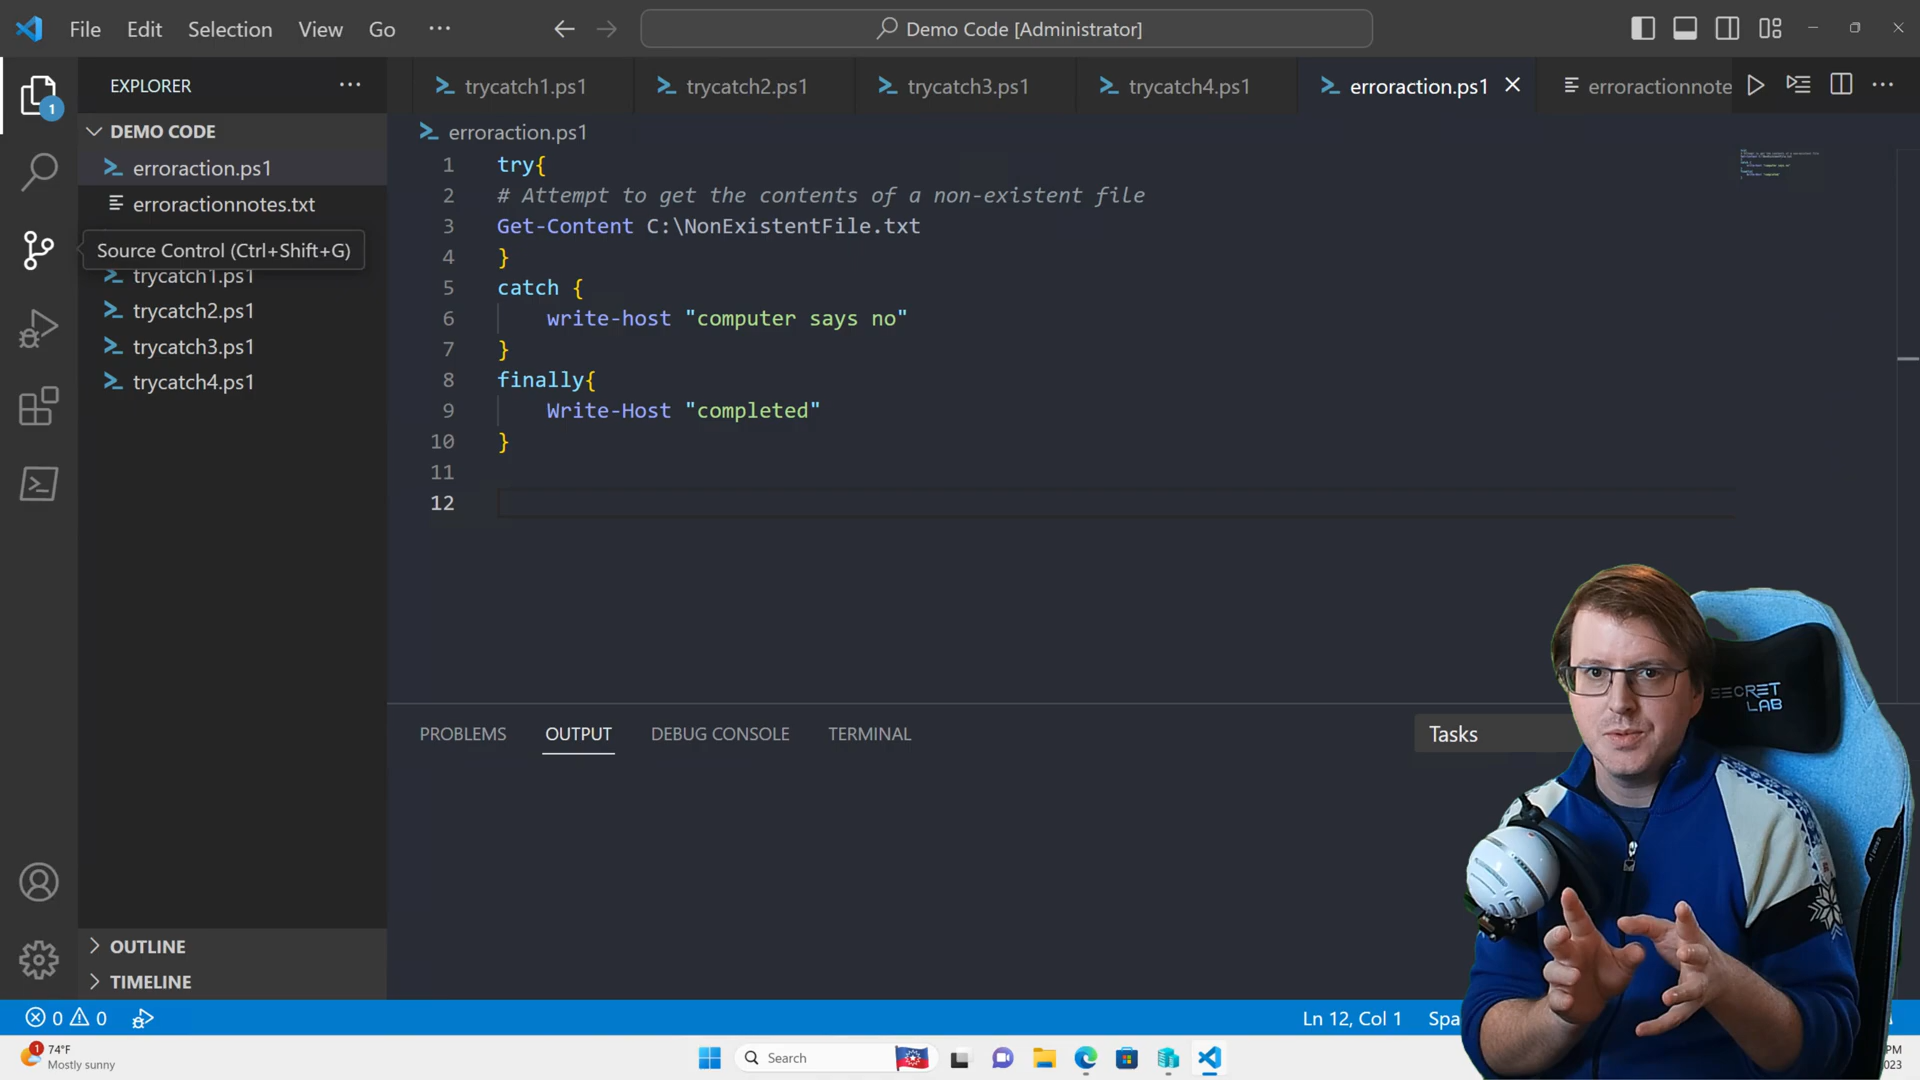 File Edit Selection View Go ···
Demo Code [Administrator]
EXPLORER ···
DEMO CODE
erroraction.ps1
erroractionnotes.txt
Source Control (Ctrl+Shift+G)
trycatch1.ps1
trycatch2.ps1
trycatch3.ps1
trycatch4.ps1
OUTLINE
TIMELINE
1
trycatch1.ps1 trycatch2.ps1 trycatch3.ps1 trycatch4.ps1 erroraction.ps1 erroractionnote
erroraction.ps1
1 try{
2 # Attempt to get the contents of a non-existent file
3 Get-Content C:\NonExistentFile.txt
4 }
5 catch {
6 write-host "computer says no"
7 }
8 finally{
9 Write-Host "completed"
10 }
11
12
PROBLEMS OUTPUT DEBUG CONSOLE TERMINAL
Tasks
SECRET
LAB
0 0
Ln 12, Col 1 Spa
1
74°F
Mostly sunny
Search
PM
023